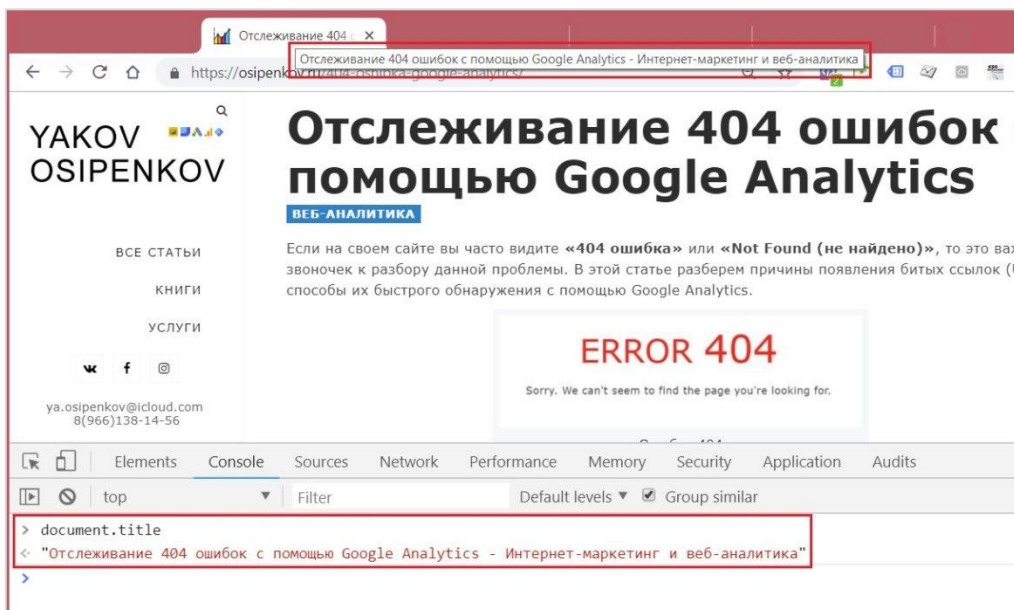 Отслеживание 404
Отслеживание 404 ошибок с помощью Google Analytics - Интернет-маркетинг и веб-аналитика
https://osipenkov.ru/404-oshibka-google-analytics/
YAKOV
OSIPENKOV
ВСЕ СТАТЬИ
КНИГИ
УСЛУГИ
ya.osipenkov@icloud.com
8(966)138-14-56
Отслеживание 404 ошибок
помощью Google Analytics
ВЕБ-АНАЛИТИКА
Если на своем сайте вы часто видите «404 ошибка» или «Not Found (не найдено)», то это
звоночек к разбору данной проблемы. В этой статье разберем причины появления битых ссылок
способы их быстрого обнаружения с помощью Google Analytics.
ERROR 404
Sorry. We can't seem to find the page you're looking for.
Elements Console Sources Network Performance Memory Security Application Audits
top Filter Default levels ▼ Group similar
> document.title
"Отслеживание 404 ошибок с помощью Google Analytics - Интернет-маркетинг и веб-аналитика"
>